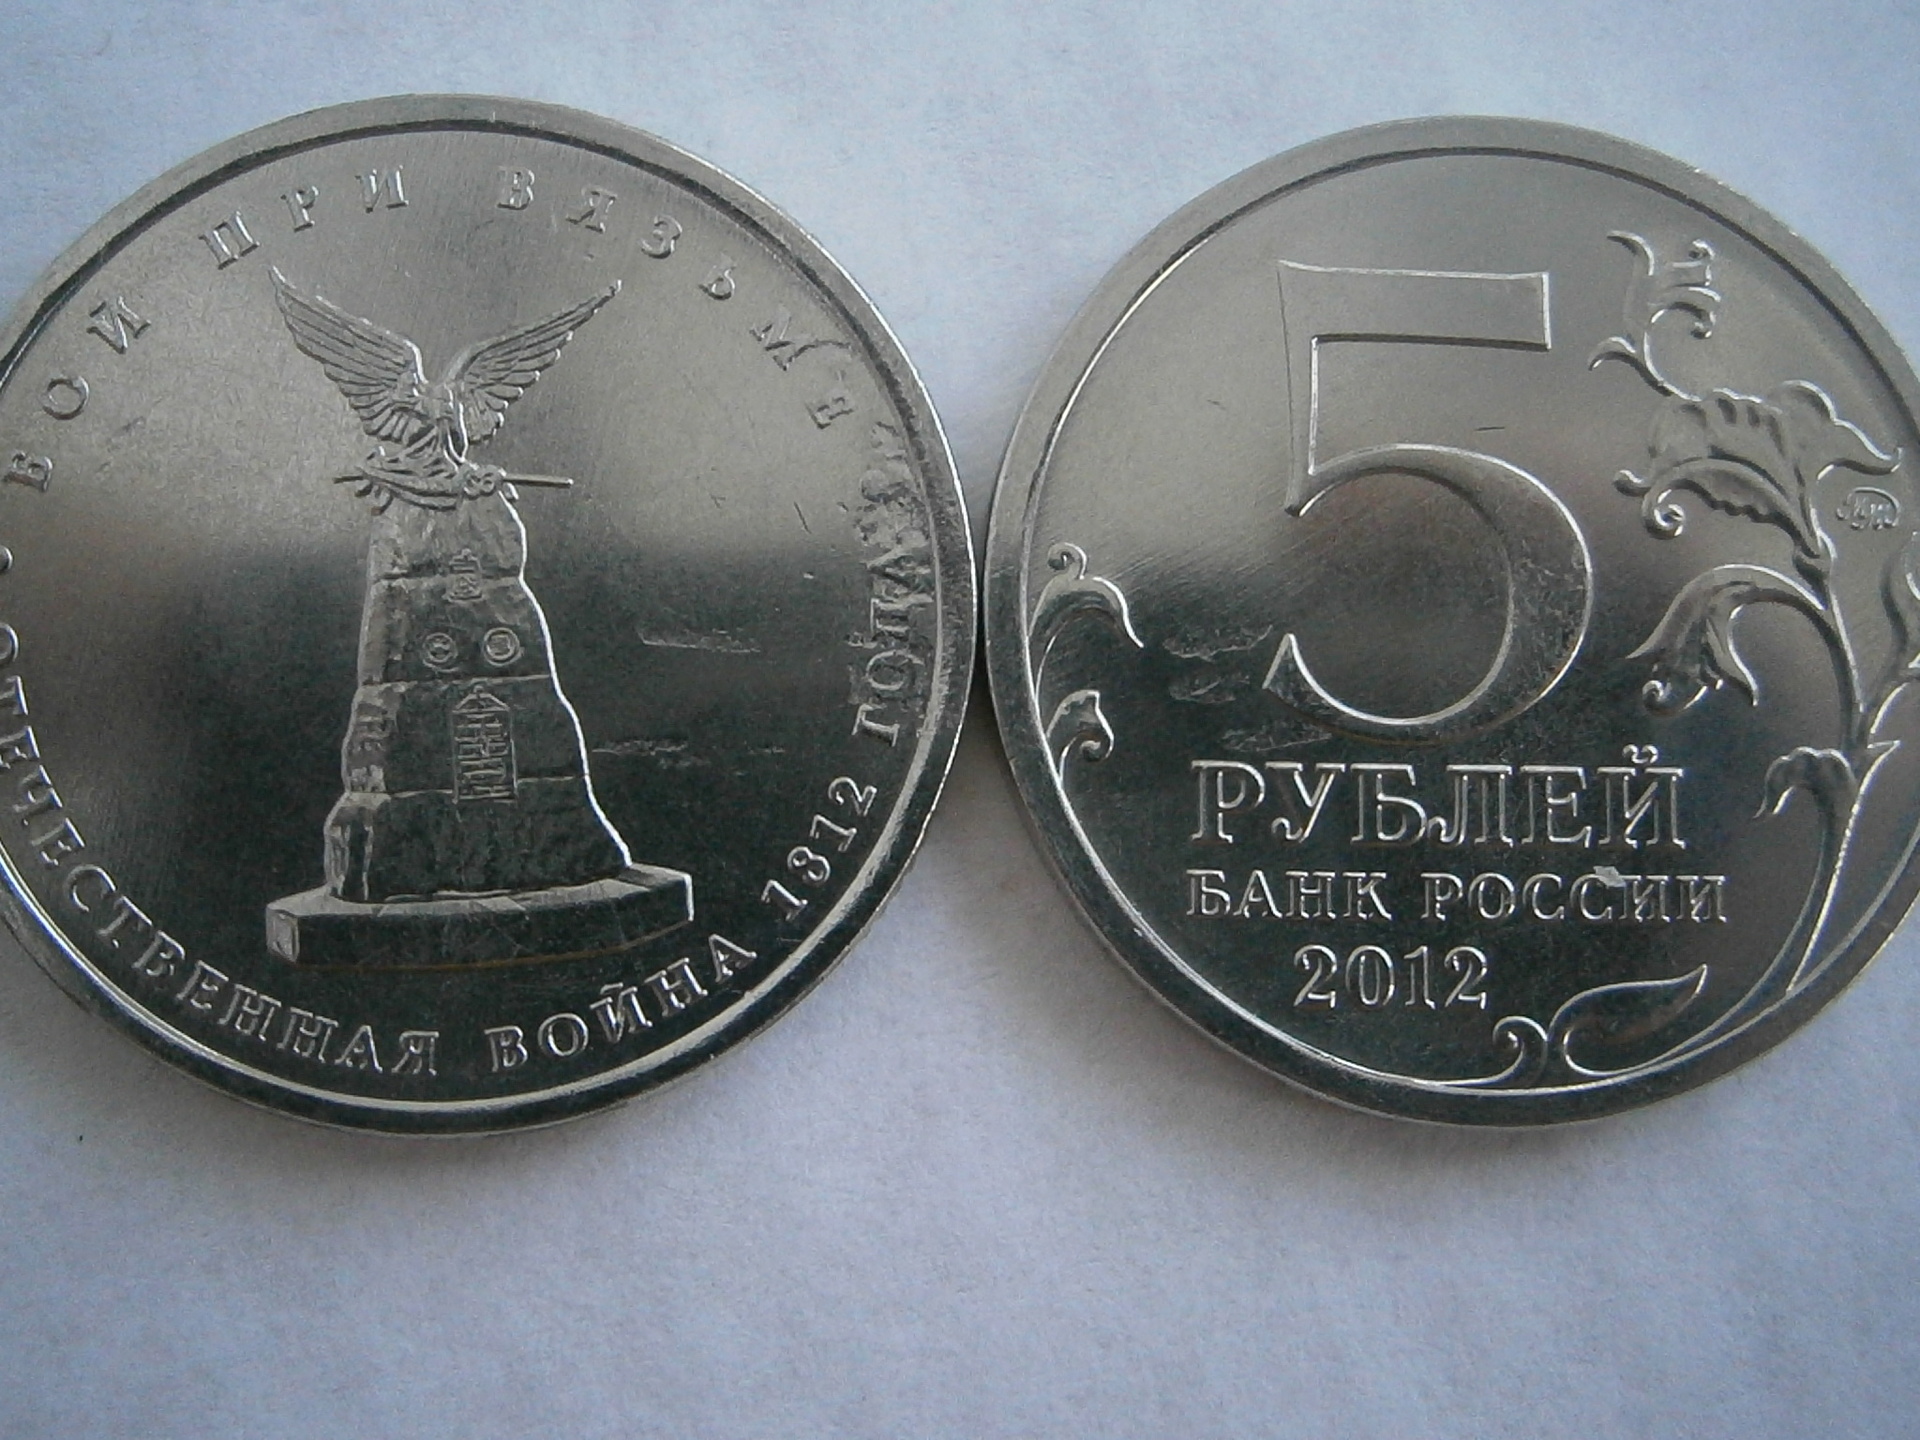 БОЙ ПРИ ВЯЗЬМЕ
ОТЕЧЕСТВЕННАЯ ВОЙНА 1812 ГОДА
5
РУБЛЕЙ
БАНК РОССИИ
2012